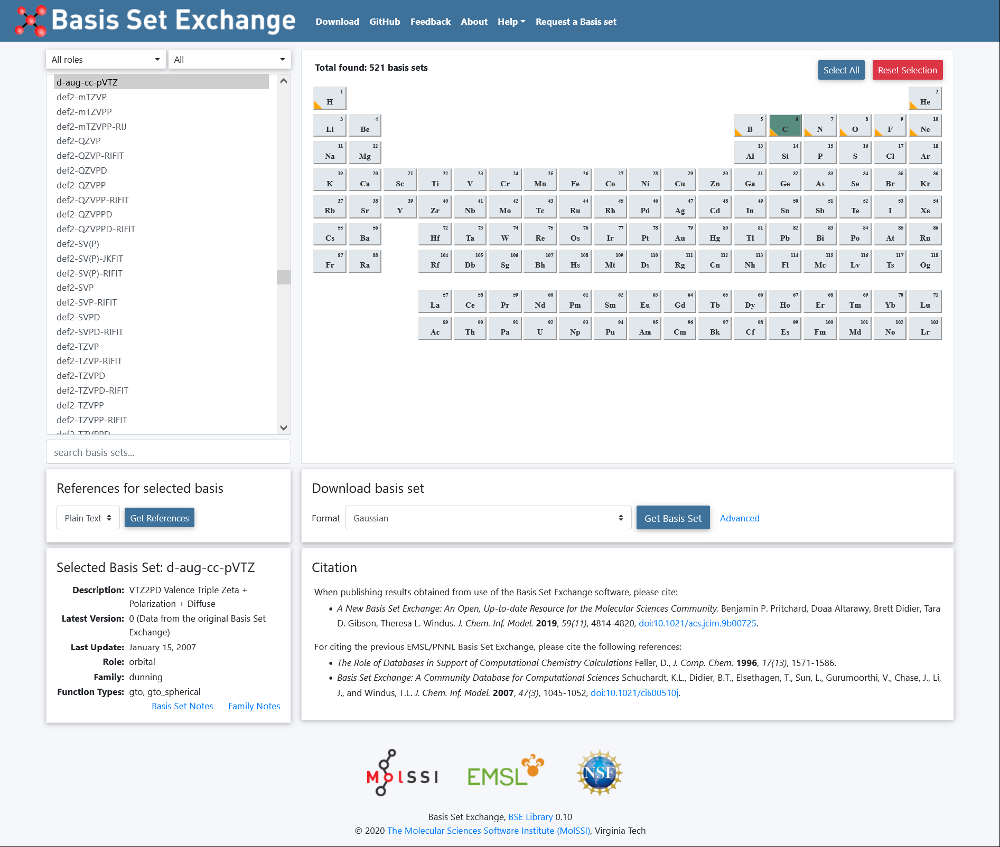 Basis Set Exchange
Download GitHub Feedback About Help Request a Basis set
All roles
All
d-aug-cc-pVTZ
def2-mTZVP
def2-mTZVPP
def2-mTZVPP-RIJ
def2-QZVP
def2-QZVP-RIFIT
def2-QZVPD
def2-QZVPP
def2-QZVPP-RIFIT
def2-QZVPPD
def2-QZVPPD-RIFIT
def2-SV(P)
def2-SV(P)-JKFIT
def2-SV(P)-RIFIT
def2-SVP
def2-SVP-RIFIT
def2-SVPD
def2-SVPD-RIFIT
def2-TZVP
def2-TZVP-RIFIT
def2-TZVPD
def2-TZVPD-RIFIT
def2-TZVPP
def2-TZVPP-RIFIT
def2-TZVPPD
search basis sets...
Total found: 521 basis sets
Select All
Reset Selection
1 2
H He
3 4 5 6 7 8 9 10
Li Be B C N O F Ne
11 12 13 14 15 16 17 18
Na Mg Al Si P S Cl Ar
19 20 21 22 23 24 25 26 27 28 29 30 31 32 33 34 35 36
K Ca Sc Ti V Cr Mn Fe Co Ni Cu Zn Ga Ge As Se Br Kr
37 38 39 40 41 42 43 44 45 46 47 48 49 50 51 52 53 54
Rb Sr Y Zr Nb Mo Tc Ru Rh Pd Ag Cd In Sn Sb Te I Xe
55 56 72 73 74 75 76 77 78 79 80 81 82 83 84 85 86
Cs Ba Hf Ta W Re Os Ir Pt Au Hg Tl Pb Bi Po At Rn
87 88 104 105 106 107 108 109 110 111 112 113 114 115 116 117 118
Fr Ra Rf Db Sg Bh Hs Mt Ds Rg Cn Nh Fl Mc Lv Ts Og
57 58 59 60 61 62 63 64 65 66 67 68 69 70 71
La Ce Pr Nd Pm Sm Eu Gd Tb Dy Ho Er Tm Yb Lu
89 90 91 92 93 94 95 96 97 98 99 100 101 102 103
Ac Th Pa U Np Pu Am Cm Bk Cf Es Fm Md No Lr
References for selected basis
Plain Text
Get References
Download basis set
Format
Gaussian
Get Basis Set
Advanced
Selected Basis Set: d-aug-cc-pVTZ
Description: VTZ2PD Valence Triple Zeta +
Polarization + Diffuse
Latest Version: 0 (Data from the original Basis Set
Exchange)
Last Update: January 15, 2007
Role: orbital
Family: dunning
Function Types: gto, gto_spherical
Basis Set Notes Family Notes
Citation
When publishing results obtained from use of the Basis Set Exchange software, please cite:
• A New Basis Set Exchange: An Open, Up-to-date Resource for the Molecular Sciences Community. Benjamin P. Pritchard, Doaa Altarawy, Brett Didier, Tara
D. Gibson, Theresa L. Windus. J. Chem. Inf. Model. 2019, 59(11), 4814-4820, doi:10.1021/acs.jcim.9b00725.
For citing the previous EMSL/PNNL Basis Set Exchange, please cite the following references:
• The Role of Databases in Support of Computational Chemistry Calculations Feller, D., J. Comp. Chem. 1996, 17(13), 1571-1586.
• Basis Set Exchange: A Community Database for Computational Sciences Schuchardt, K.L., Didier, B.T., Elsethagen, T., Sun, L., Gurumoorthi, V., Chase, J., Li,
J., and Windus, T.L. J. Chem. Inf. Model. 2007, 47(3), 1045-1052, doi:10.1021/ci600510j.
MolSSI
EMSL
NSF
Basis Set Exchange, BSE Library 0.10
© 2020 The Molecular Sciences Software Institute (MolSSI), Virginia Tech